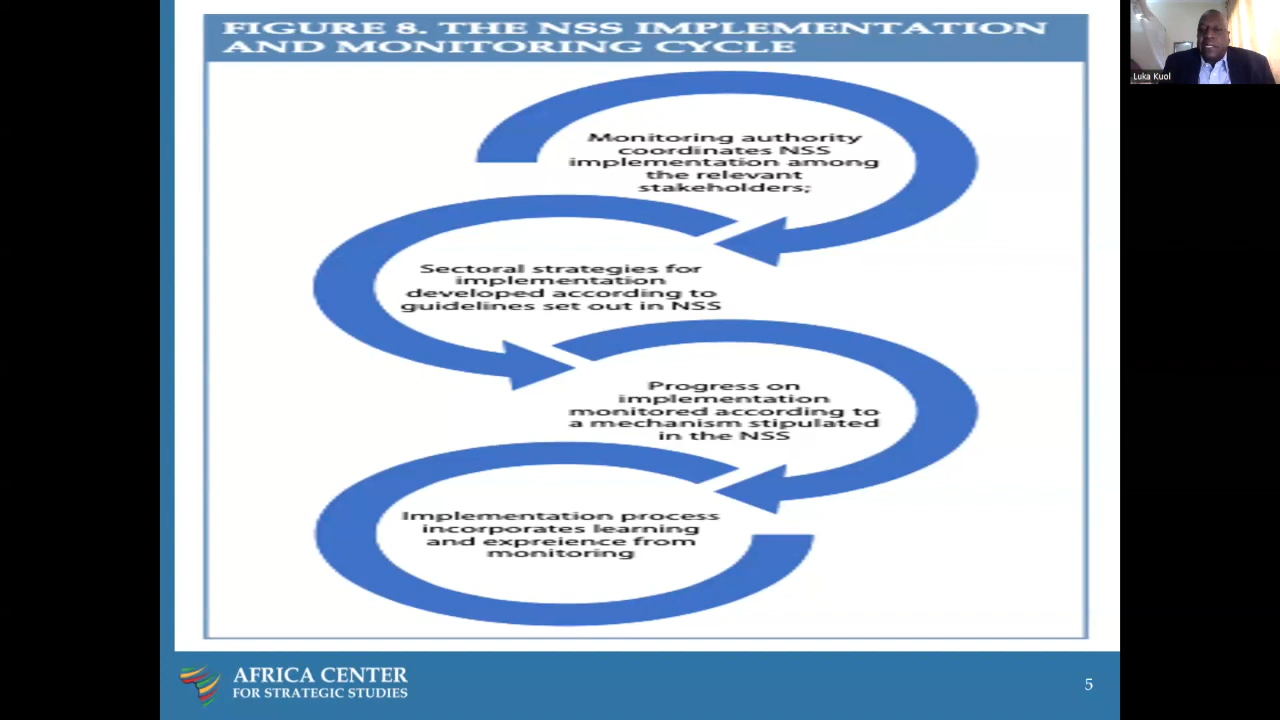 FIGURE 8. THE NSS IMPLEMENTATION
AND MONITORING CYCLE
Luka Kuol
Monitoring authority
coordinates NSS
implementation among
the relevant
stakeholders;
Sectoral strategies for
implementation
developed according to
guidelines set out in NSS
Progress on
implementation
monitored according to
a mechanism stipulated
in the NSS
Implementation process
incorporates learning
and expreience from
monitoring
AFRICA CENTER
FOR STRATEGIC STUDIES
5